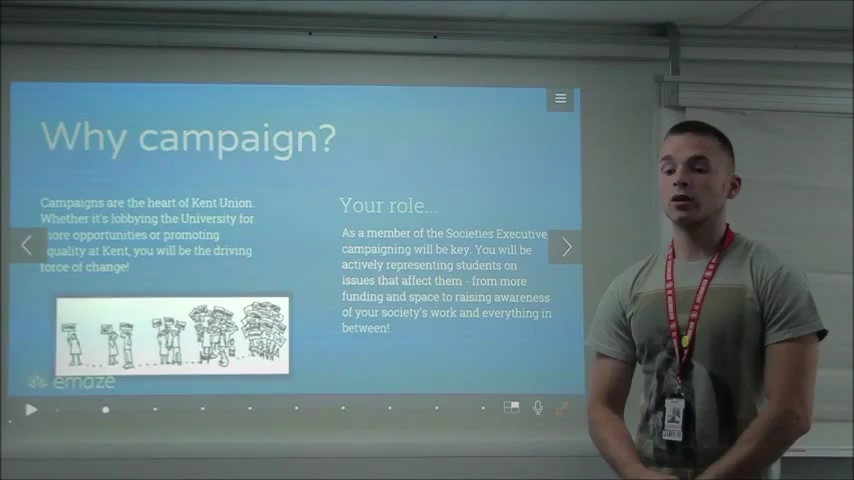 Why campaign?
Campaigns are the heart of Kent Union.
Whether it's lobbying the University for
more opportunities or promoting
equality at Kent, you will be the driving
force of change!
Your role...
As a member of the Societies Executive
campaigning will be key. You will be
actively representing students on
issues that affect them - from more
funding and space to raising awareness
of your society's work and everything in
between!
emaze